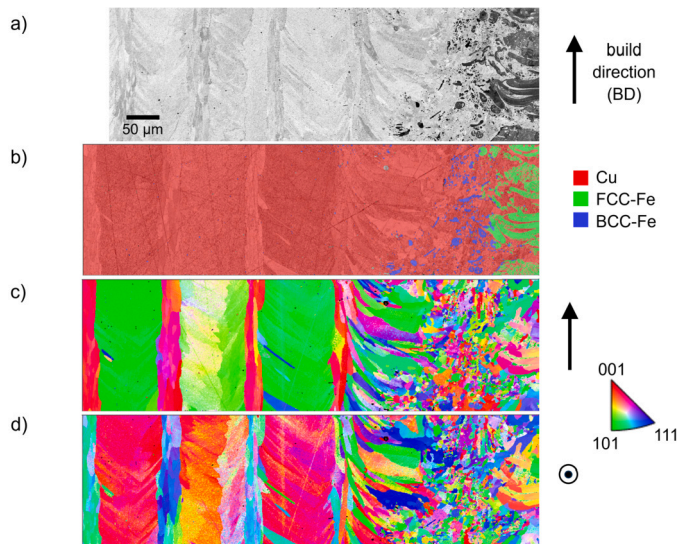 a)
50 µm
build
direction
(BD)
b)
Cu
FCC-Fe
BCC-Fe
c)
001
101
111
d)